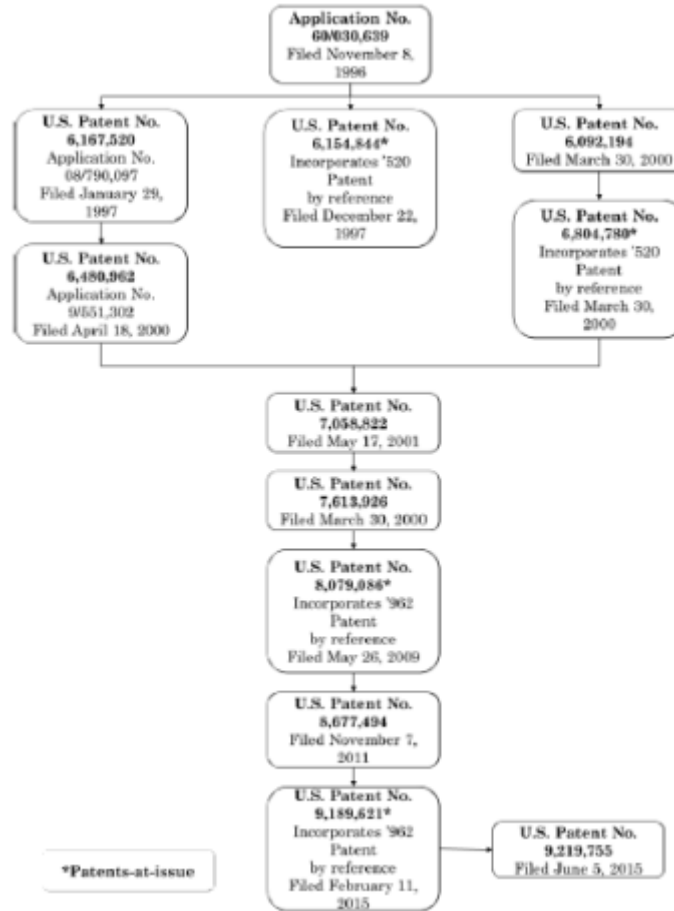 Application No.
60/030,639
Filed November 8,
1996
U.S. Patent No.
6,167,520
Application No.
08/790,097
Filed January 29,
1997
U.S. Patent No.
6,154,844*
Incorporates '520
Patent
by reference
Filed December 22,
1997
U.S. Patent No.
6,092,194
Filed March 30, 2000
U.S. Patent No.
6,480,962
Application No.
9/551,302
Filed April 18, 2000
U.S. Patent No.
6,804,780*
Incorporates '520
Patent
by reference
Filed March 30,
2000
U.S. Patent No.
7,058,822
Filed May 17, 2001
U.S. Patent No.
7,613,926
Filed March 30, 2000
U.S. Patent No.
8,079,086*
Incorporates '962
Patent
by reference
Filed May 26, 2009
U.S. Patent No.
8,677,494
Filed November 7,
2011
U.S. Patent No.
9,189,621*
Incorporates '962
Patent
by reference
Filed February 11,
2015
U.S. Patent No.
9,219,755
Filed June 5, 2015
*Patents-at-issue